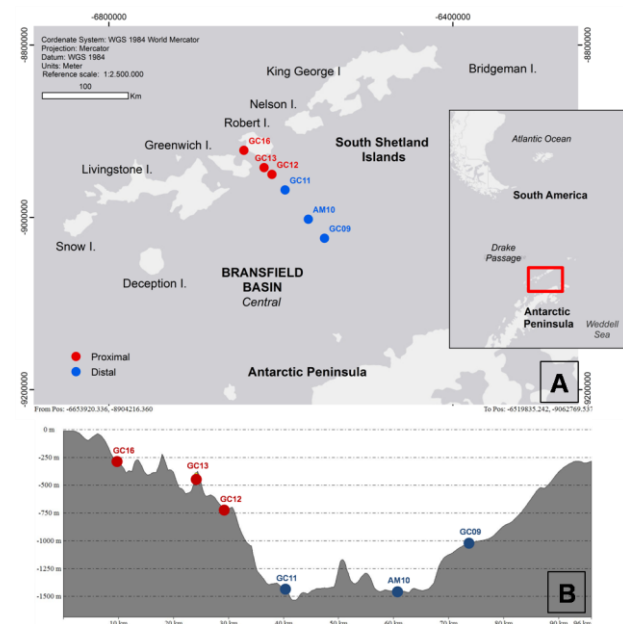 -6800000
-6400000
-8800000
-8800000
Cordenate System: WGS 1984 World Mercator
Projection: Mercator
Datum: WGS 1984
Units: Meter
Reference scale: 1:2.500.000
100
Km
King George I
Bridgeman I.
Nelson I.
Robert I.
GC16
Greenwich I.
South Shetland
Islands
GC13
GC12
Livingstone I.
GC11
AM10
GC09
-9000000
Snow I.
Deception I.
BRANSFIELD
BASIN
Central
Atlantic Ocean
South America
Drake
Passage
Antarctic
Peninsula
Weddell
Sea
Proximal
Distal
Antarctic Peninsula
A
-9200000
-9200000
From Pos: -6653920.336, -8904216.360
To Pos: -6519835.242, -9062769.537
-0 m
-250 m
-500 m
-750 m
-1000 m
-1250 m
-1500 m
GC16
GC13
GC12
GC11
AM10
GC09
B
10 km
20 km
30 km
40 km
50 km
60 km
70 km
80 km
90 km